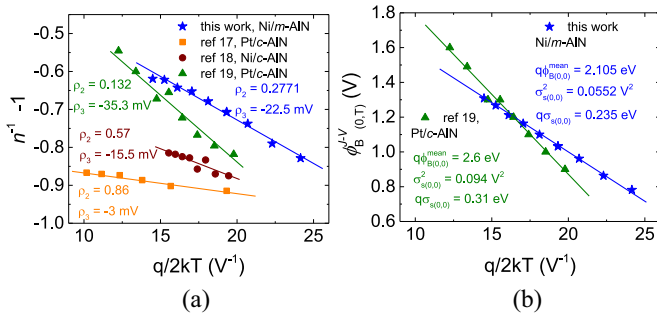 this work, Ni/m-AlN
ref 17, Pt/c-AlN
ref 18, Ni/c-AlN
ref 19, Pt/c-AlN
ρ2 = 0.132
ρ3 = -35.3 mV
ρ2 = 0.2771
ρ3 = -22.5 mV
ρ2 = 0.57
ρ3 = -15.5 mV
ρ2 = 0.86
ρ3 = -3 mV
n⁻¹ -1
-0.5
-0.6
-0.7
-0.8
-0.9
-1.0
10 15 20 25
q/2kT (V⁻¹)
(a)
this work
Ni/m-AlN
qϕ^mean_B(0,0) = 2.105 eV
σ²_s(0,0) = 0.0552 V²
qσ_s(0,0) = 0.235 eV
ref 19,
Pt/c-AlN
qϕ^mean_B(0,0) = 2.6 eV
σ²_s(0,0) = 0.094 V²
qσ_s(0,0) = 0.31 eV
ϕ_B^J-V (0,T) (V)
1.8
1.6
1.4
1.2
1.0
0.8
0.6
10 15 20 25
q/2kT (V⁻¹)
(b)